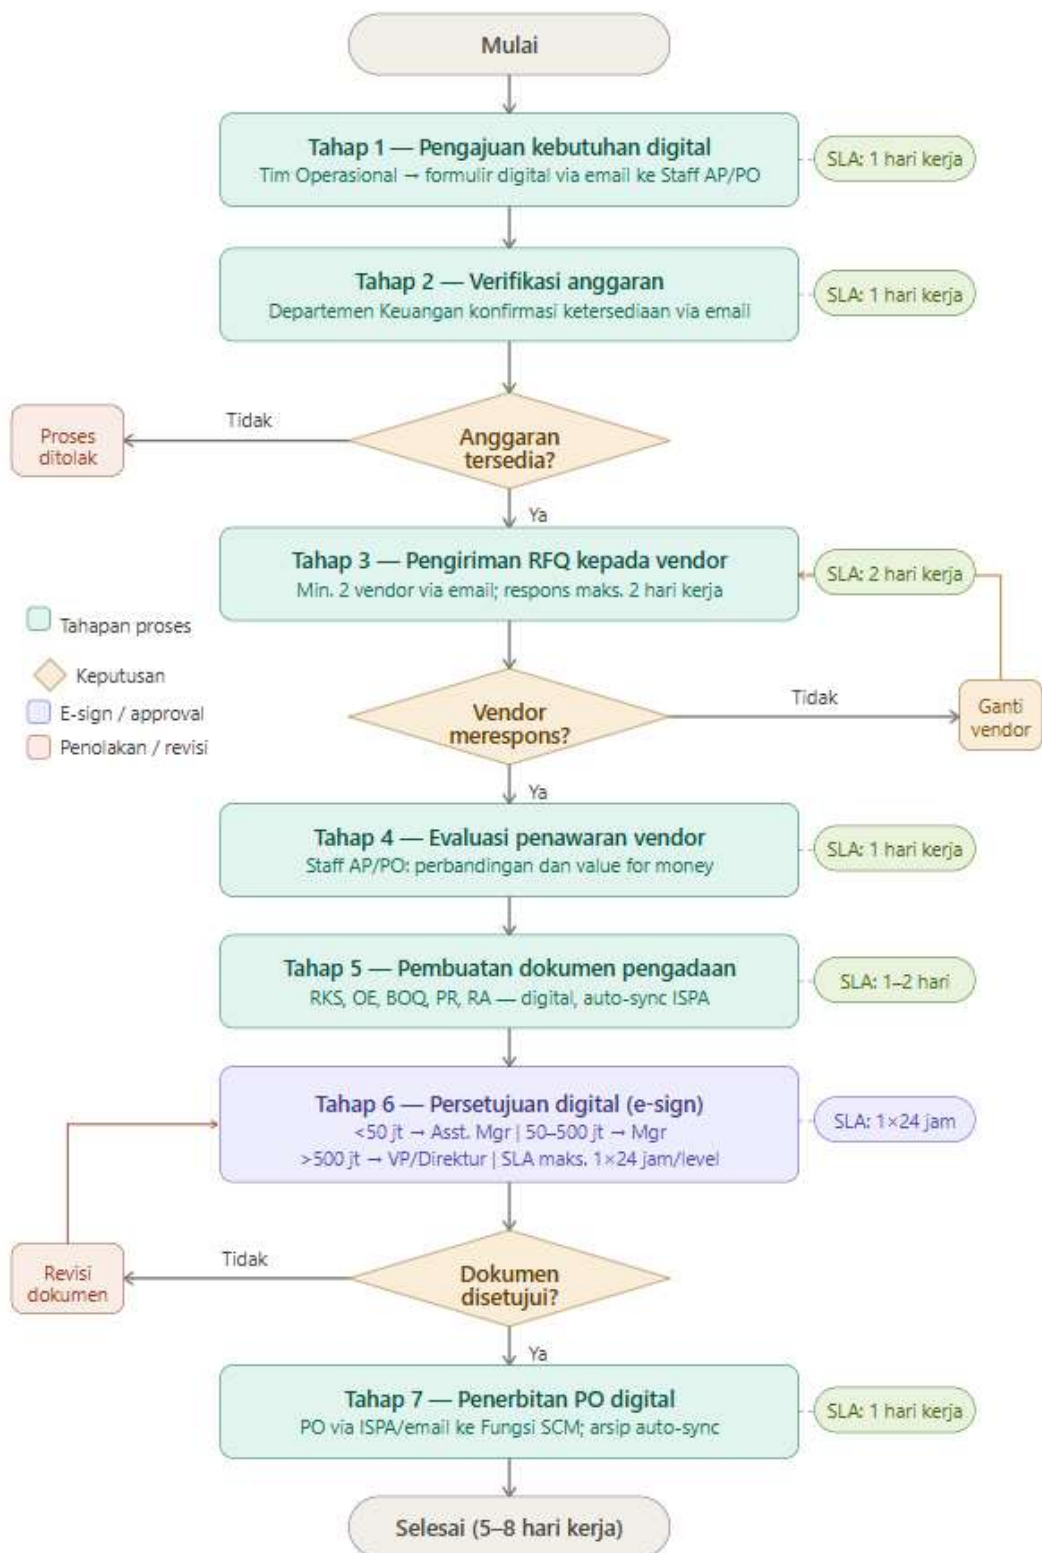 Mulai
Tahap 1 — Pengajuan kebutuhan digital
Tim Operasional → formulir digital via email ke Staff AP/PO
SLA: 1 hari kerja
Tahap 2 — Verifikasi anggaran
Departemen Keuangan konfirmasi ketersediaan via email
SLA: 1 hari kerja
Anggaran
tersedia?
Tidak
Proses
ditolak
Ya
Tahap 3 — Pengiriman RFQ kepada vendor
Min. 2 vendor via email; respons maks. 2 hari kerja
SLA: 2 hari kerja
Tahapan proses
Keputusan
E-sign / approval
Penolakan / revisi
Vendor
merespons?
Tidak
Ganti
vendor
Ya
Tahap 4 — Evaluasi penawaran vendor
Staff AP/PO: perbandingan dan value for money
SLA: 1 hari kerja
Tahap 5 — Pembuatan dokumen pengadaan
RKS, OE, BOQ, PR, RA — digital, auto-sync ISPA
SLA: 1–2 hari
Tahap 6 — Persetujuan digital (e-sign)
<50 jt → Asst. Mgr | 50–500 jt → Mgr
>500 jt → VP/Direktur | SLA maks. 1×24 jam/level
SLA: 1×24 jam
Dokumen
disetujui?
Tidak
Revisi
dokumen
Ya
Tahap 7 — Penerbitan PO digital
PO via ISPA/email ke Fungsi SCM; arsip auto-sync
SLA: 1 hari kerja
Selesai (5–8 hari kerja)